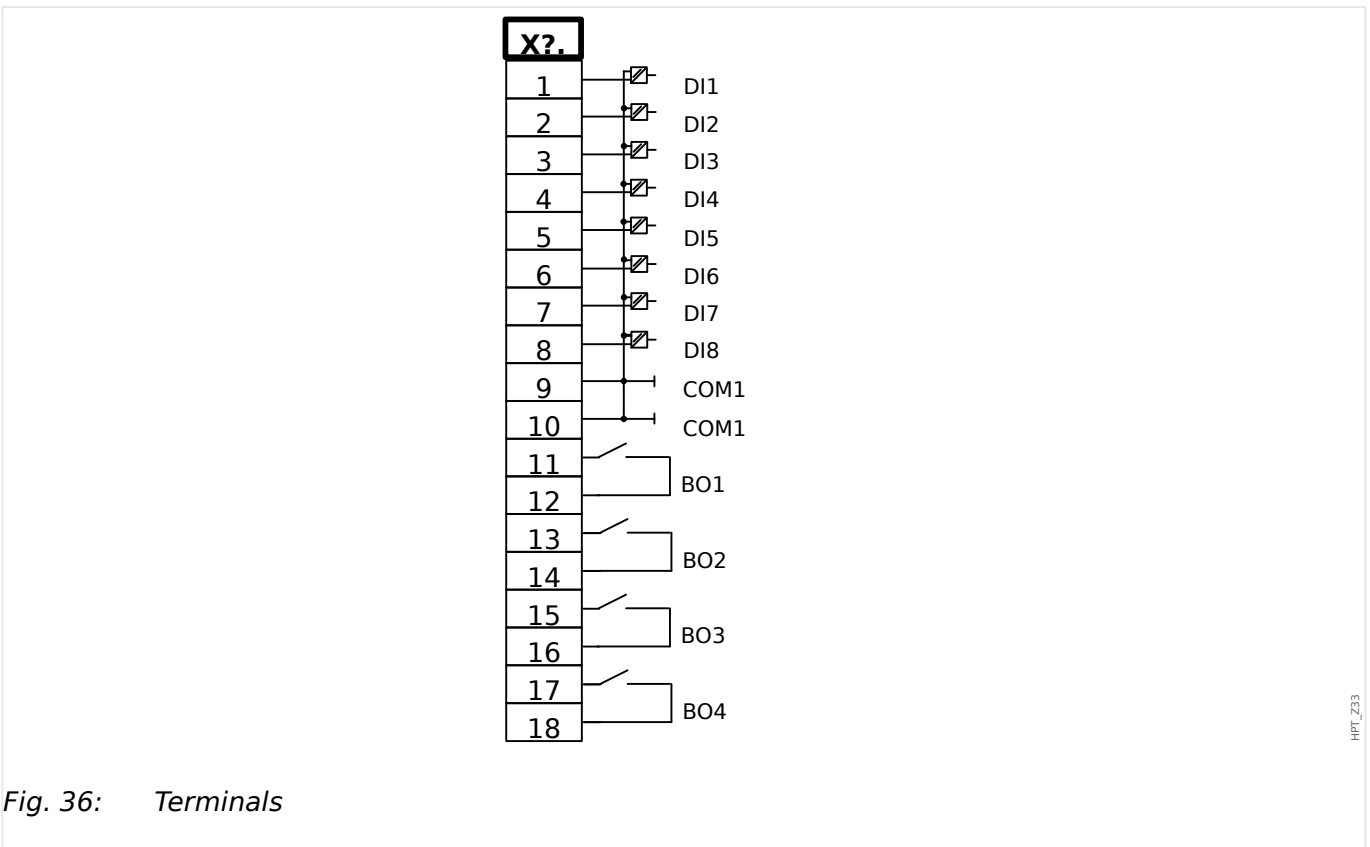 X?.
1 DI1
2 DI2
3 DI3
4 DI4
5 DI5
6 DI6
7 DI7
8 DI8
9 COM1
10 COM1
11
BO1
12
13
BO2
14
15
BO3
16
17
BO4
18
HPT_Z33
Fig. 36: Terminals